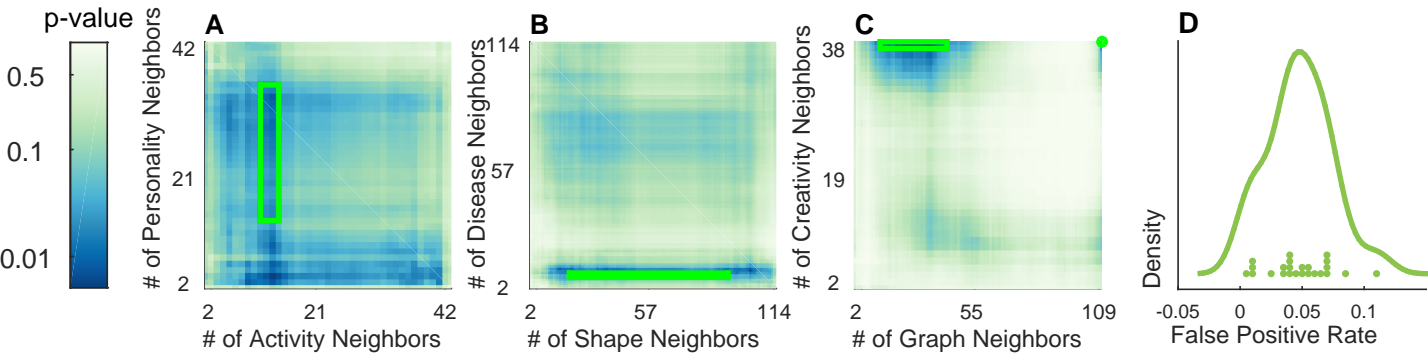 p-value
0.5
0.1
0.01
A
# of Personality Neighbors
42
21
2
2 21 42
# of Activity Neighbors
B
# of Disease Neighbors
114
57
2
2 57 114
# of Shape Neighbors
C
# of Creativity Neighbors
38
19
2
2 55 109
# of Graph Neighbors
D
Density
-0.05 0 0.05 0.1
False Positive Rate